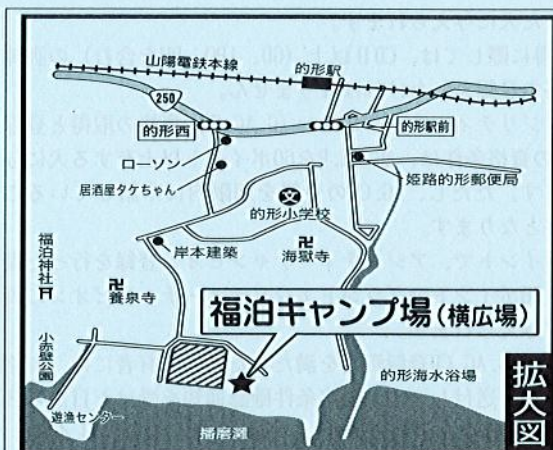 山陽電鉄本線
的形駅
250
的形西
的形駅前
ローソン
居酒屋タケちゃん
姫路的形郵便局
文
的形小学校
岸本建築
卍
海獄寺
福泊神社
卍
養泉寺
福泊キャンプ場(横広場)
小赤壁公園
的形海水浴場
遊漁センター
播磨灘
拡大図